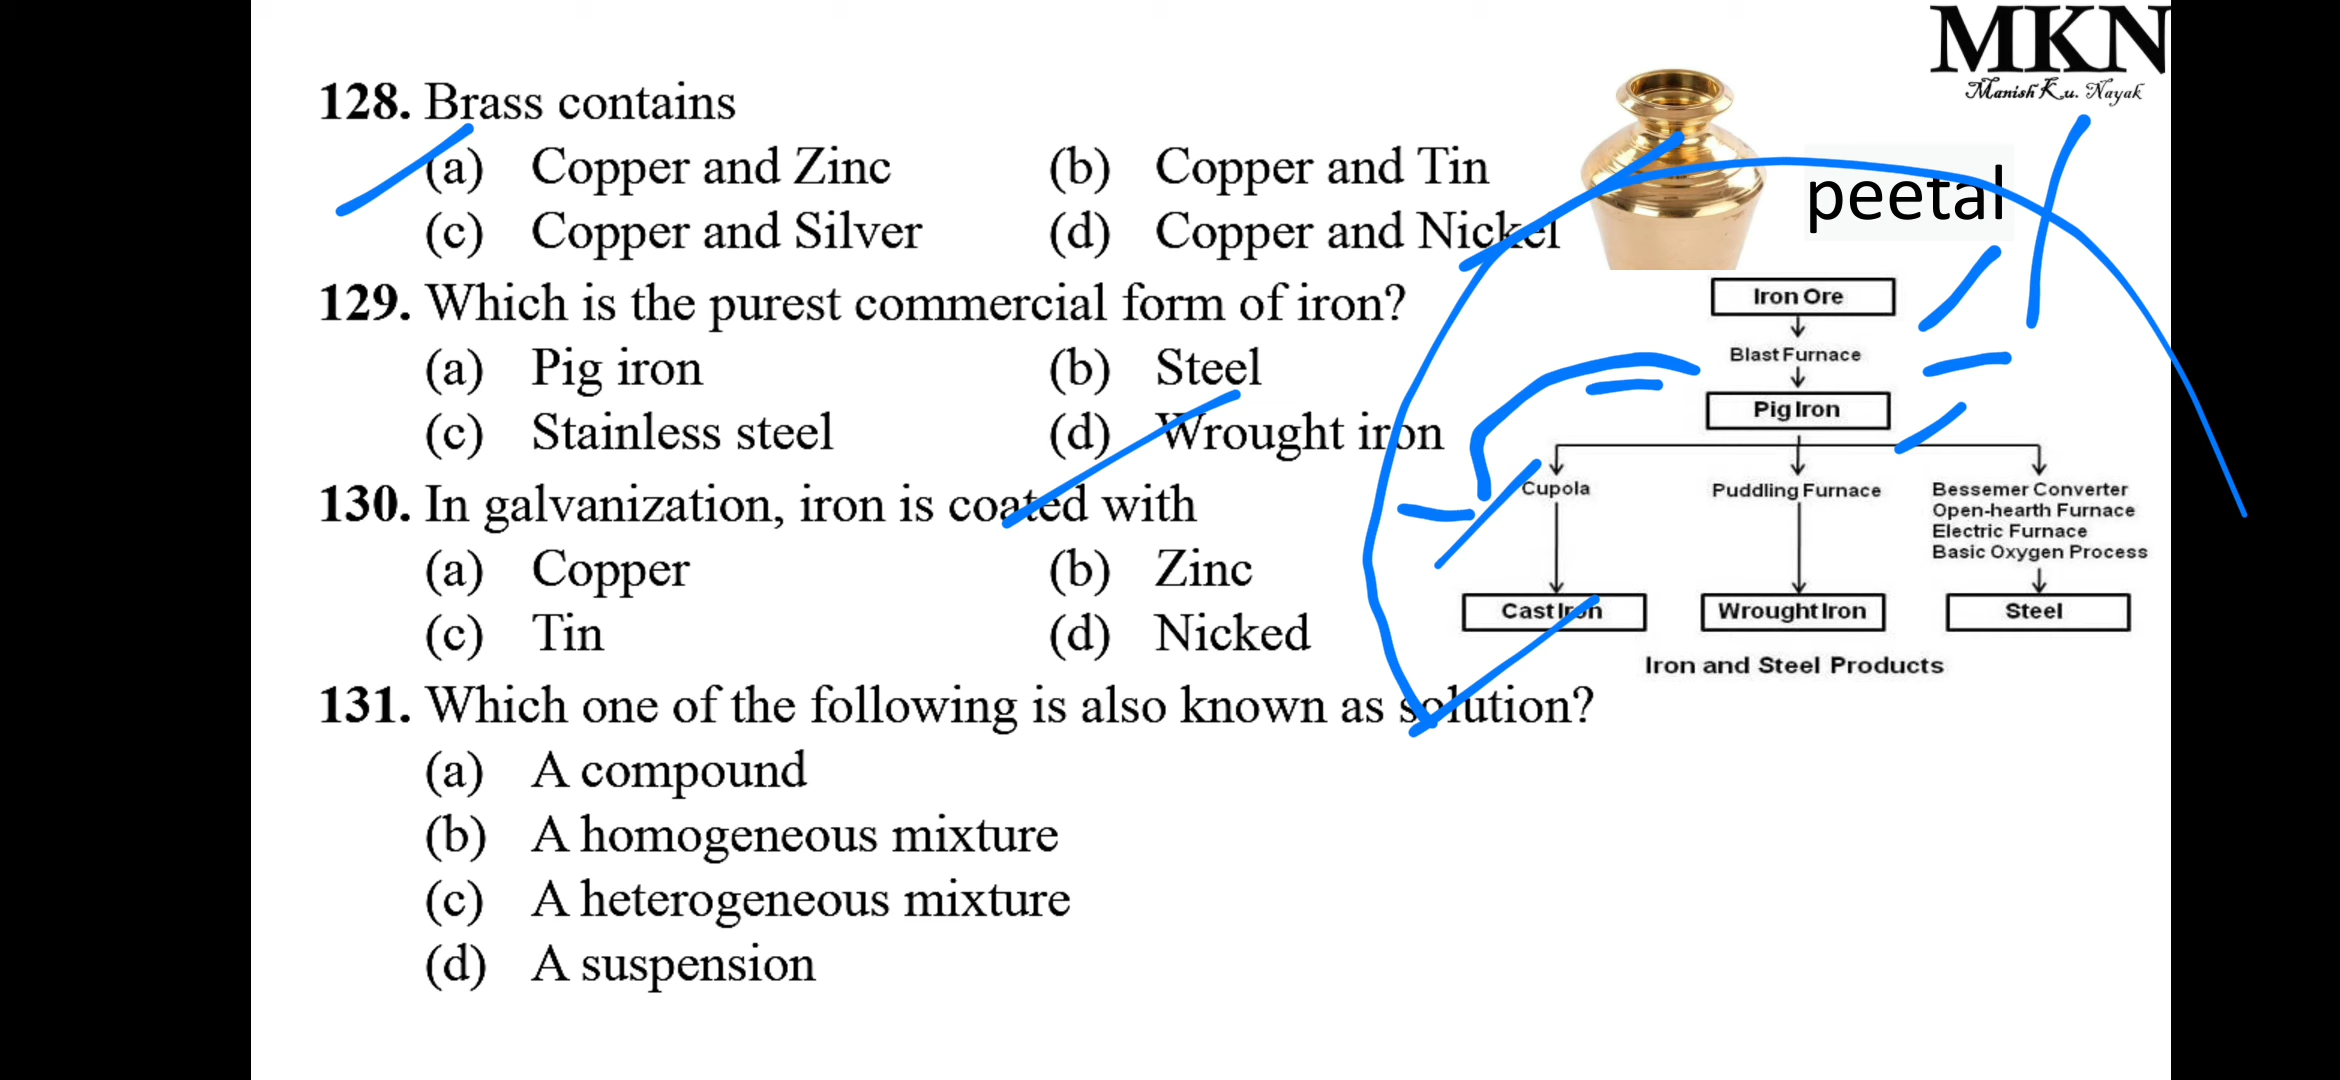 MKN
Manish Ku. Nayak
128. Brass contains
(a) Copper and Zinc (b) Copper and Tin
(c) Copper and Silver (d) Copper and Nickel
peetal
129. Which is the purest commercial form of iron?
(a) Pig iron (b) Steel
(c) Stainless steel (d) Wrought iron
130. In galvanization, iron is coated with
(a) Copper (b) Zinc
(c) Tin (d) Nicked
131. Which one of the following is also known as solution?
(a) A compound
(b) A homogeneous mixture
(c) A heterogeneous mixture
(d) A suspension
Iron Ore
Blast Furnace
Pig Iron
Cupola Puddling Furnace Bessemer Converter
Open-hearth Furnace
Electric Furnace
Basic Oxygen Process
Cast Iron Wrought Iron Steel
Iron and Steel Products